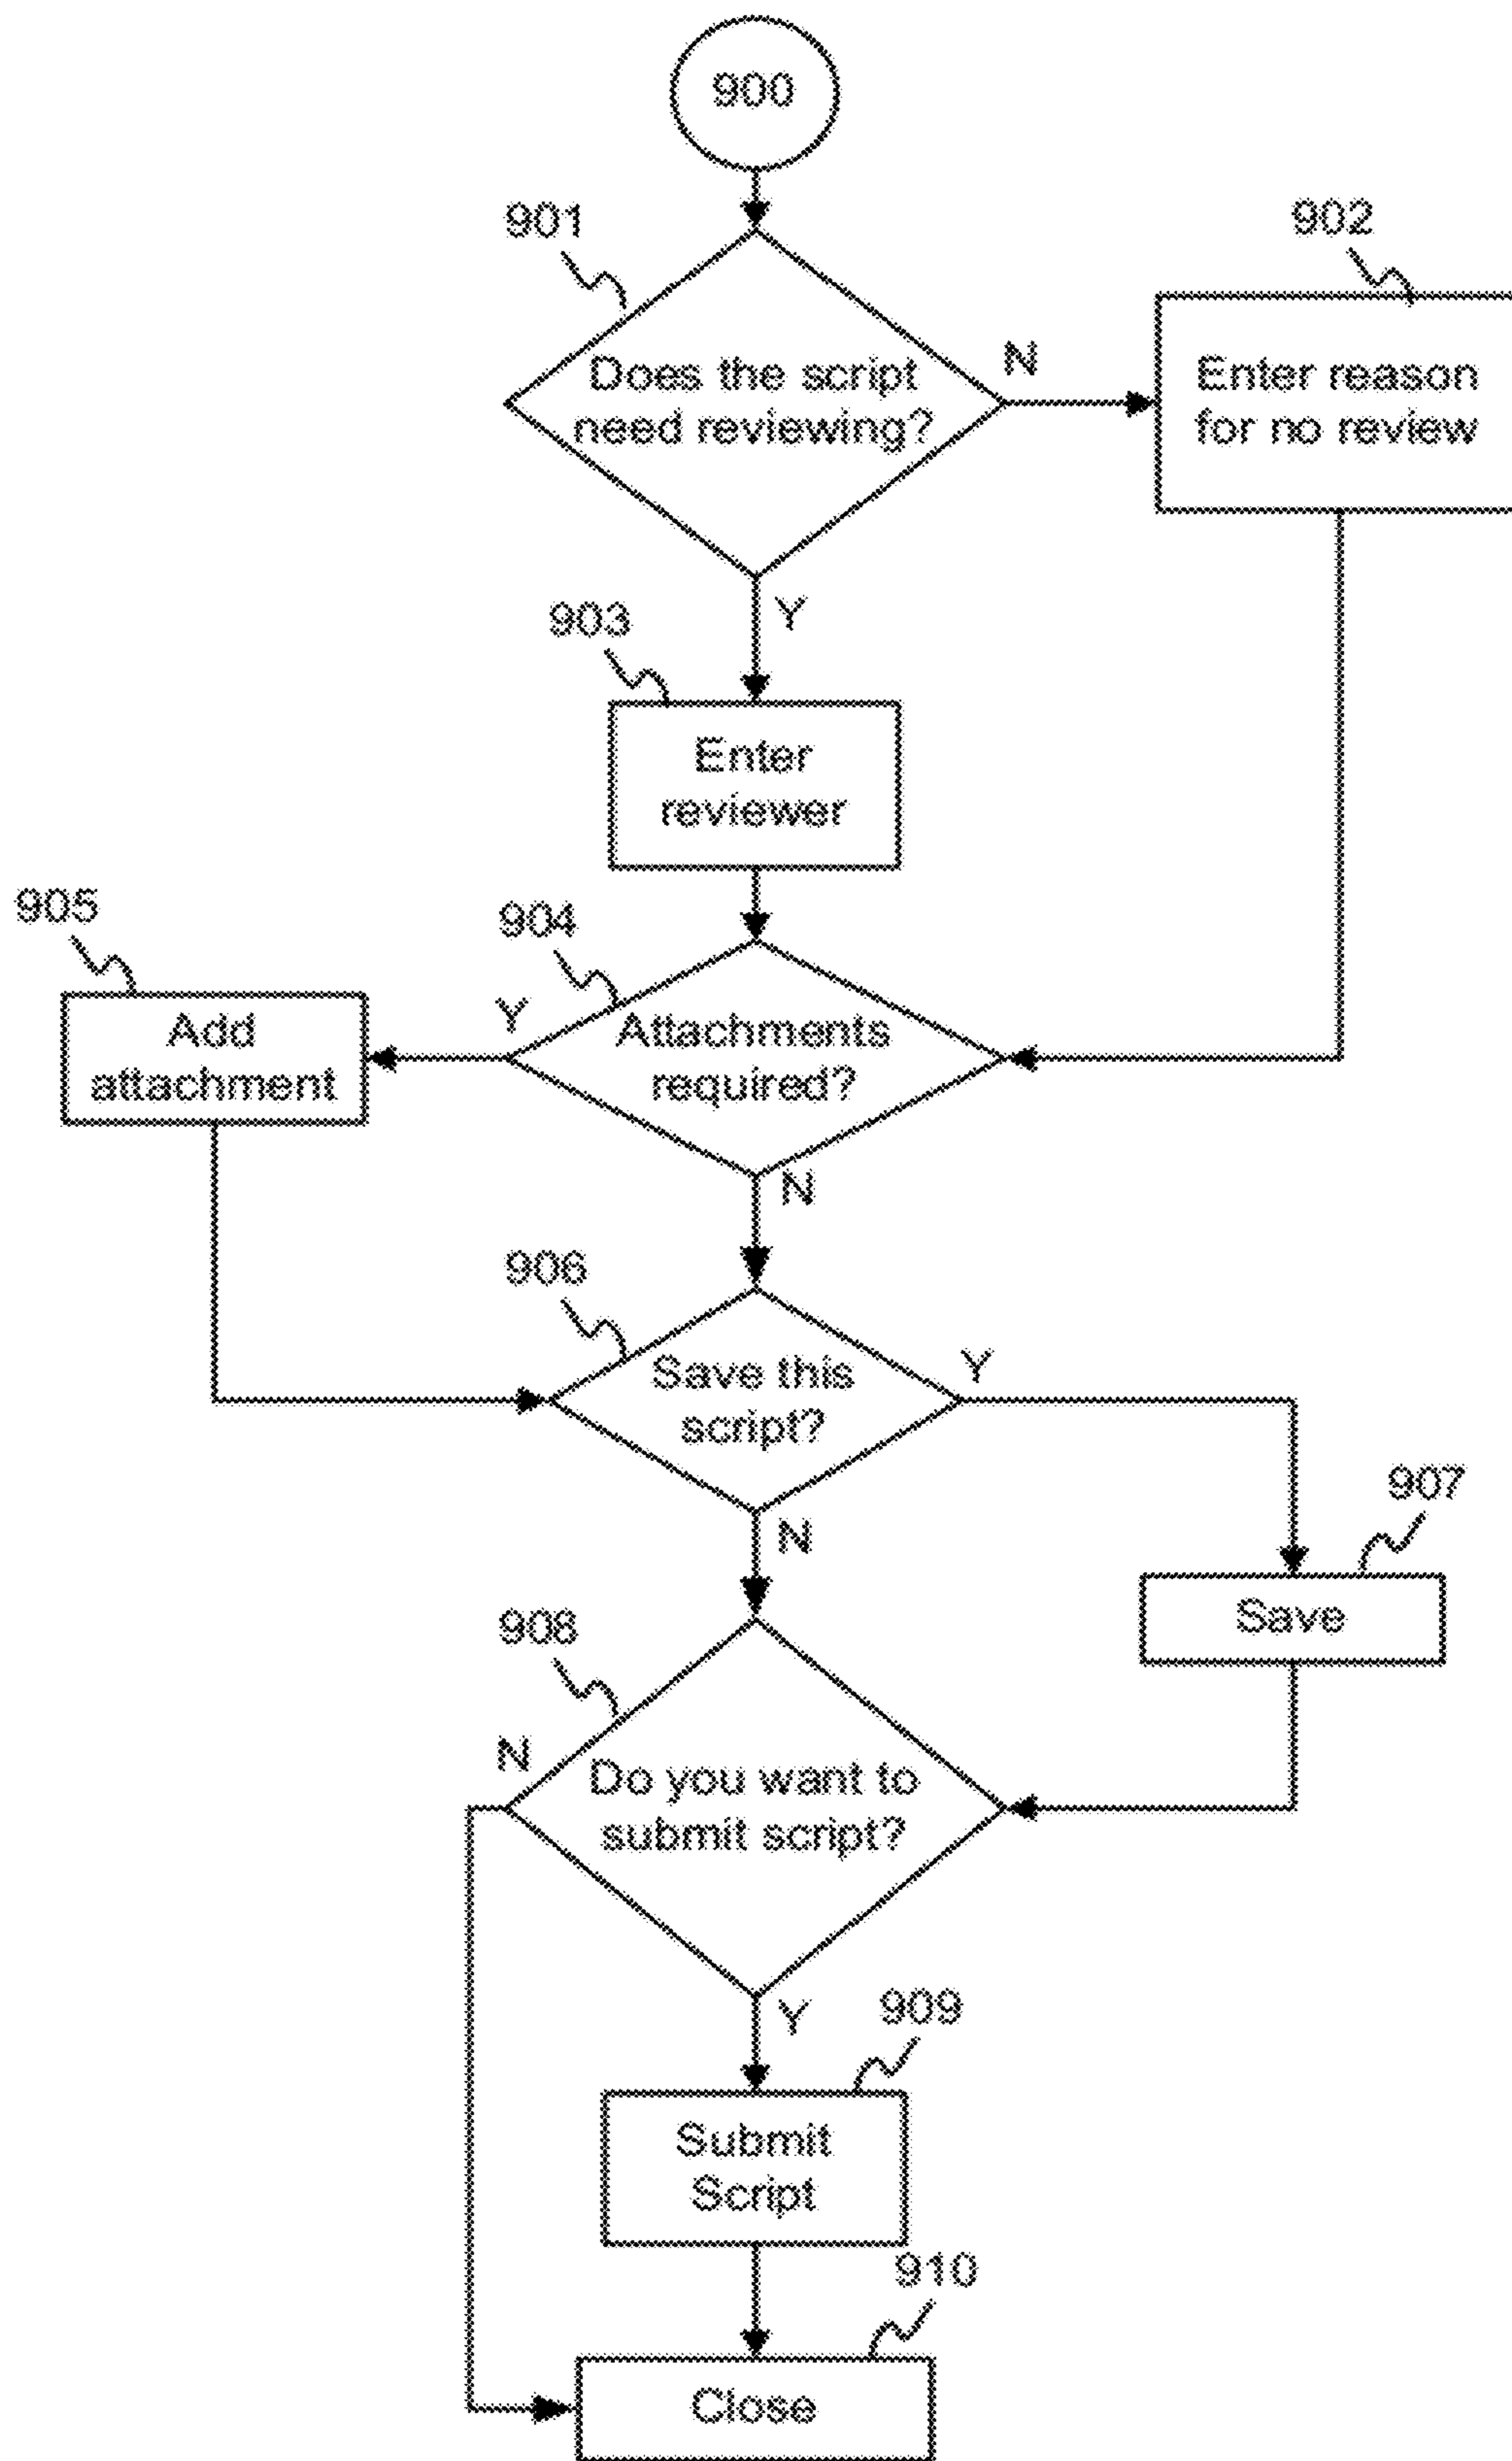 900
901
902
Does the script
need reviewing?
N
Enter reason
for no review
Y
903
Enter
reviewer
905
904
Add
attachment
Y
Attachments
required?
N
906
Save this
script?
Y
N
907
Save
908
N
Do you want to
submit script?
Y
909
Submit
Script
910
Close